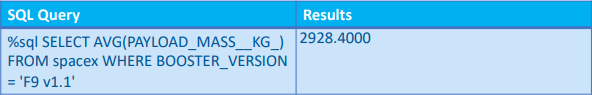 SQL Query
Results
%sql SELECT AVG(PAYLOAD_MASS__KG_)
FROM spacex WHERE BOOSTER_VERSION
= 'F9 v1.1'
2928.4000